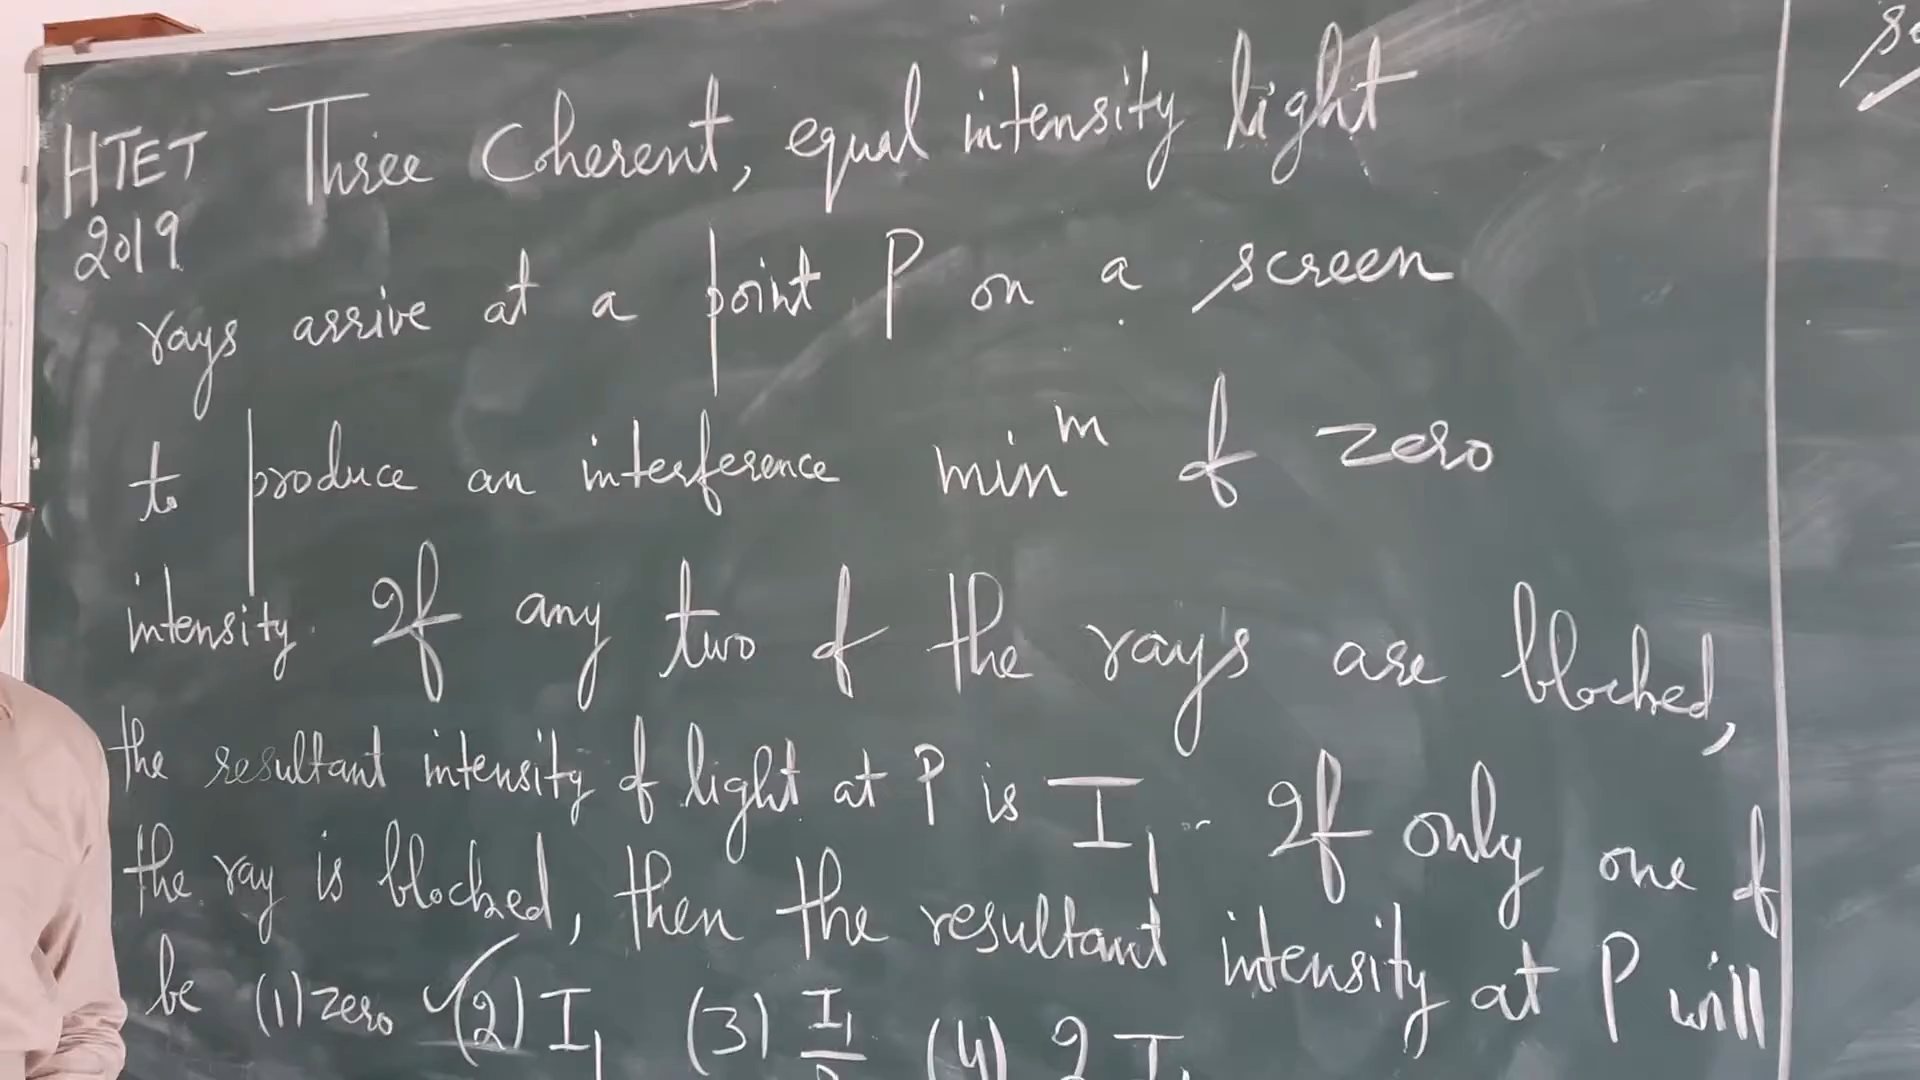 HTET Three Coherent, equal intensity light
2019
rays arrive at a point P on a screen
to produce an interference minᵐ of zero
intensity. If any two of the rays are blocked,
the resultant intensity of light at P is I₁. If only one of
the ray is blocked, then the resultant intensity at P will
be (1) zero ✓(2) I₁ (3) I₁/2 (4) 2 I₁